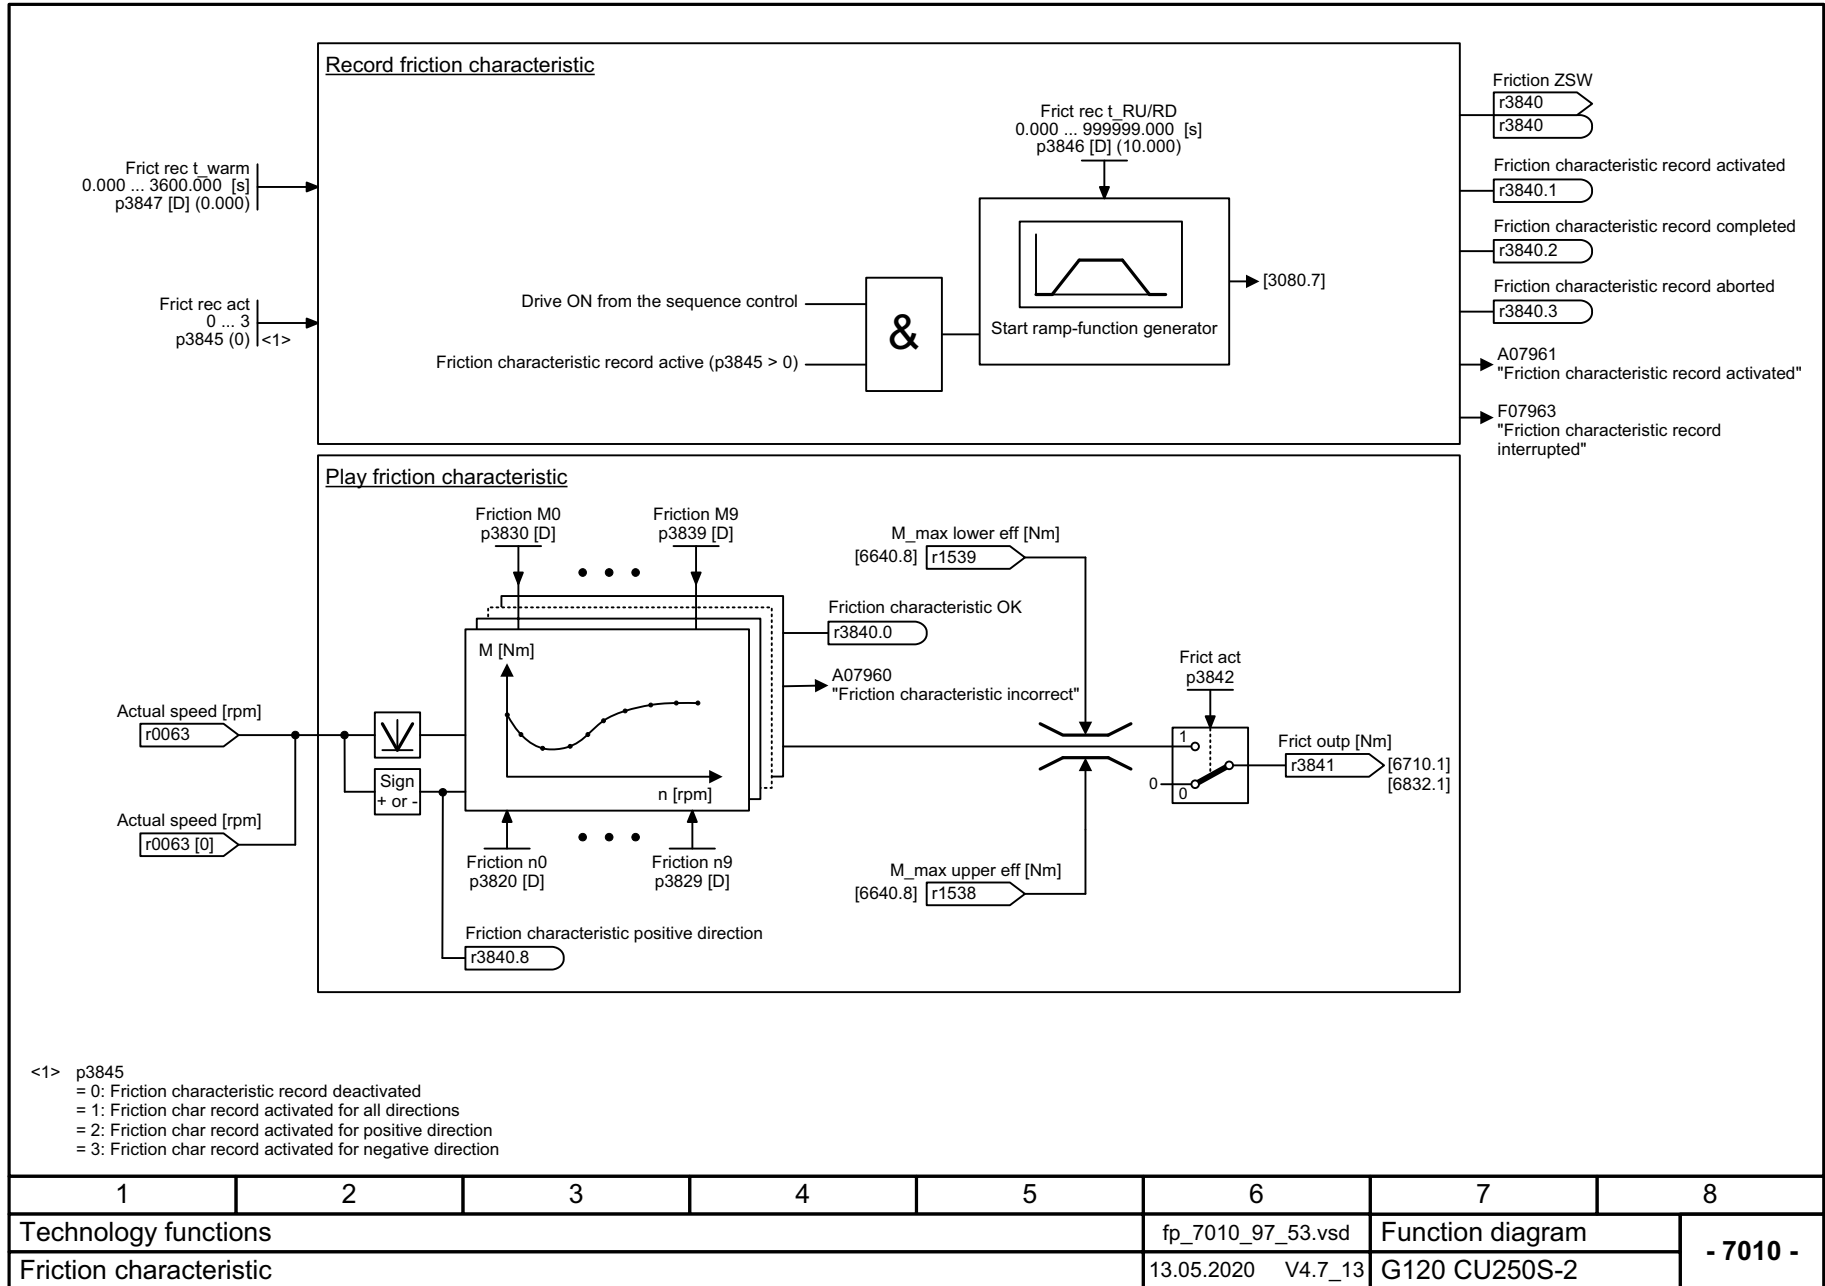 Record friction characteristic
Frict rec t_warm
0.000 ... 3600.000 [s]
p3847 [D] (0.000)
Frict rec act
0 ... 3
p3845 (0) <1>
Frict rec t_RU/RD
0.000 ... 999999.000 [s]
p3846 [D] (10.000)
Start ramp-function generator
[3080.7]
Drive ON from the sequence control
Friction characteristic record active (p3845 > 0)
&
Friction ZSW
r3840
r3840
Friction characteristic record activated
r3840.1
Friction characteristic record completed
r3840.2
Friction characteristic record aborted
r3840.3
A07961
"Friction characteristic record activated"
F07963
"Friction characteristic record
interrupted"
Play friction characteristic
Friction M0
p3830 [D]
Friction M9
p3839 [D]
M_max lower eff [Nm]
[6640.8] r1539
Friction characteristic OK
r3840.0
A07960
"Friction characteristic incorrect"
M [Nm]
n [rpm]
Actual speed [rpm]
r0063
Sign
+ or -
Actual speed [rpm]
r0063 [0]
Friction n0
p3820 [D]
Friction n9
p3829 [D]
Friction characteristic positive direction
r3840.8
M_max upper eff [Nm]
[6640.8] r1538
Frict act
p3842
1
0
0
Frict outp [Nm]
r3841
[6710.1]
[6832.1]
<1> p3845
= 0: Friction characteristic record deactivated
= 1: Friction char record activated for all directions
= 2: Friction char record activated for positive direction
= 3: Friction char record activated for negative direction
1 2 3 4 5 6 7 8
Technology functions
fp_7010_97_53.vsd
Function diagram
- 7010 -
Friction characteristic
13.05.2020 V4.7_13
G120 CU250S-2